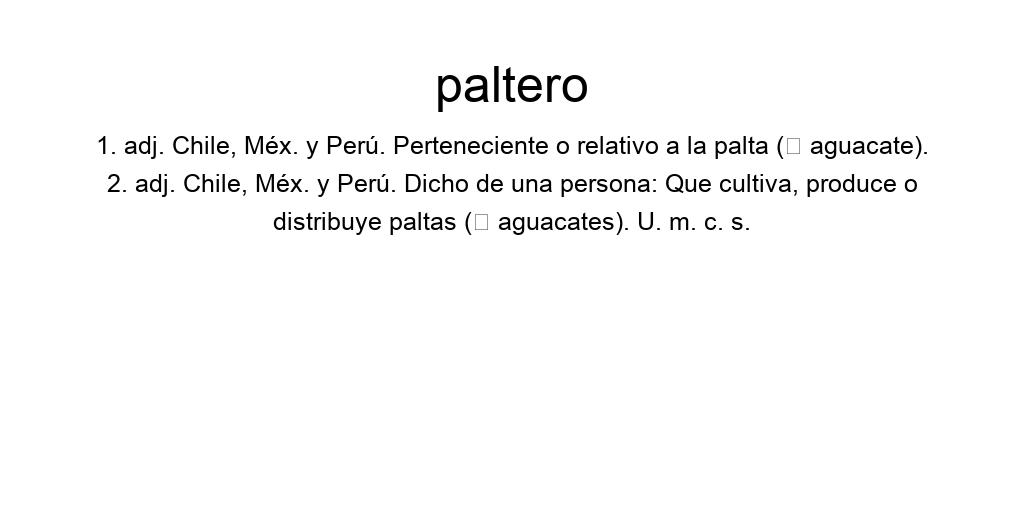 paltero
1. adj. Chile, Méx. y Perú. Perteneciente o relativo a la palta (□ aguacate).
2. adj. Chile, Méx. y Perú. Dicho de una persona: Que cultiva, produce o
distribuye paltas (□ aguacates). U. m. c. s.